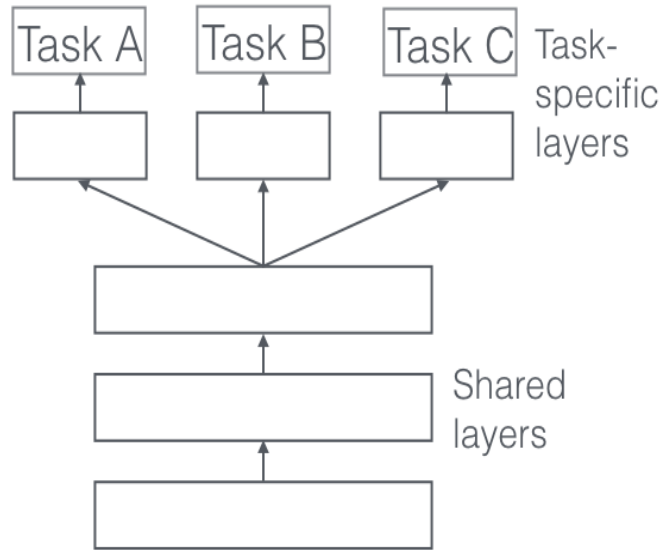 Task A
Task B
Task C
Task-
specific
layers
Shared
layers